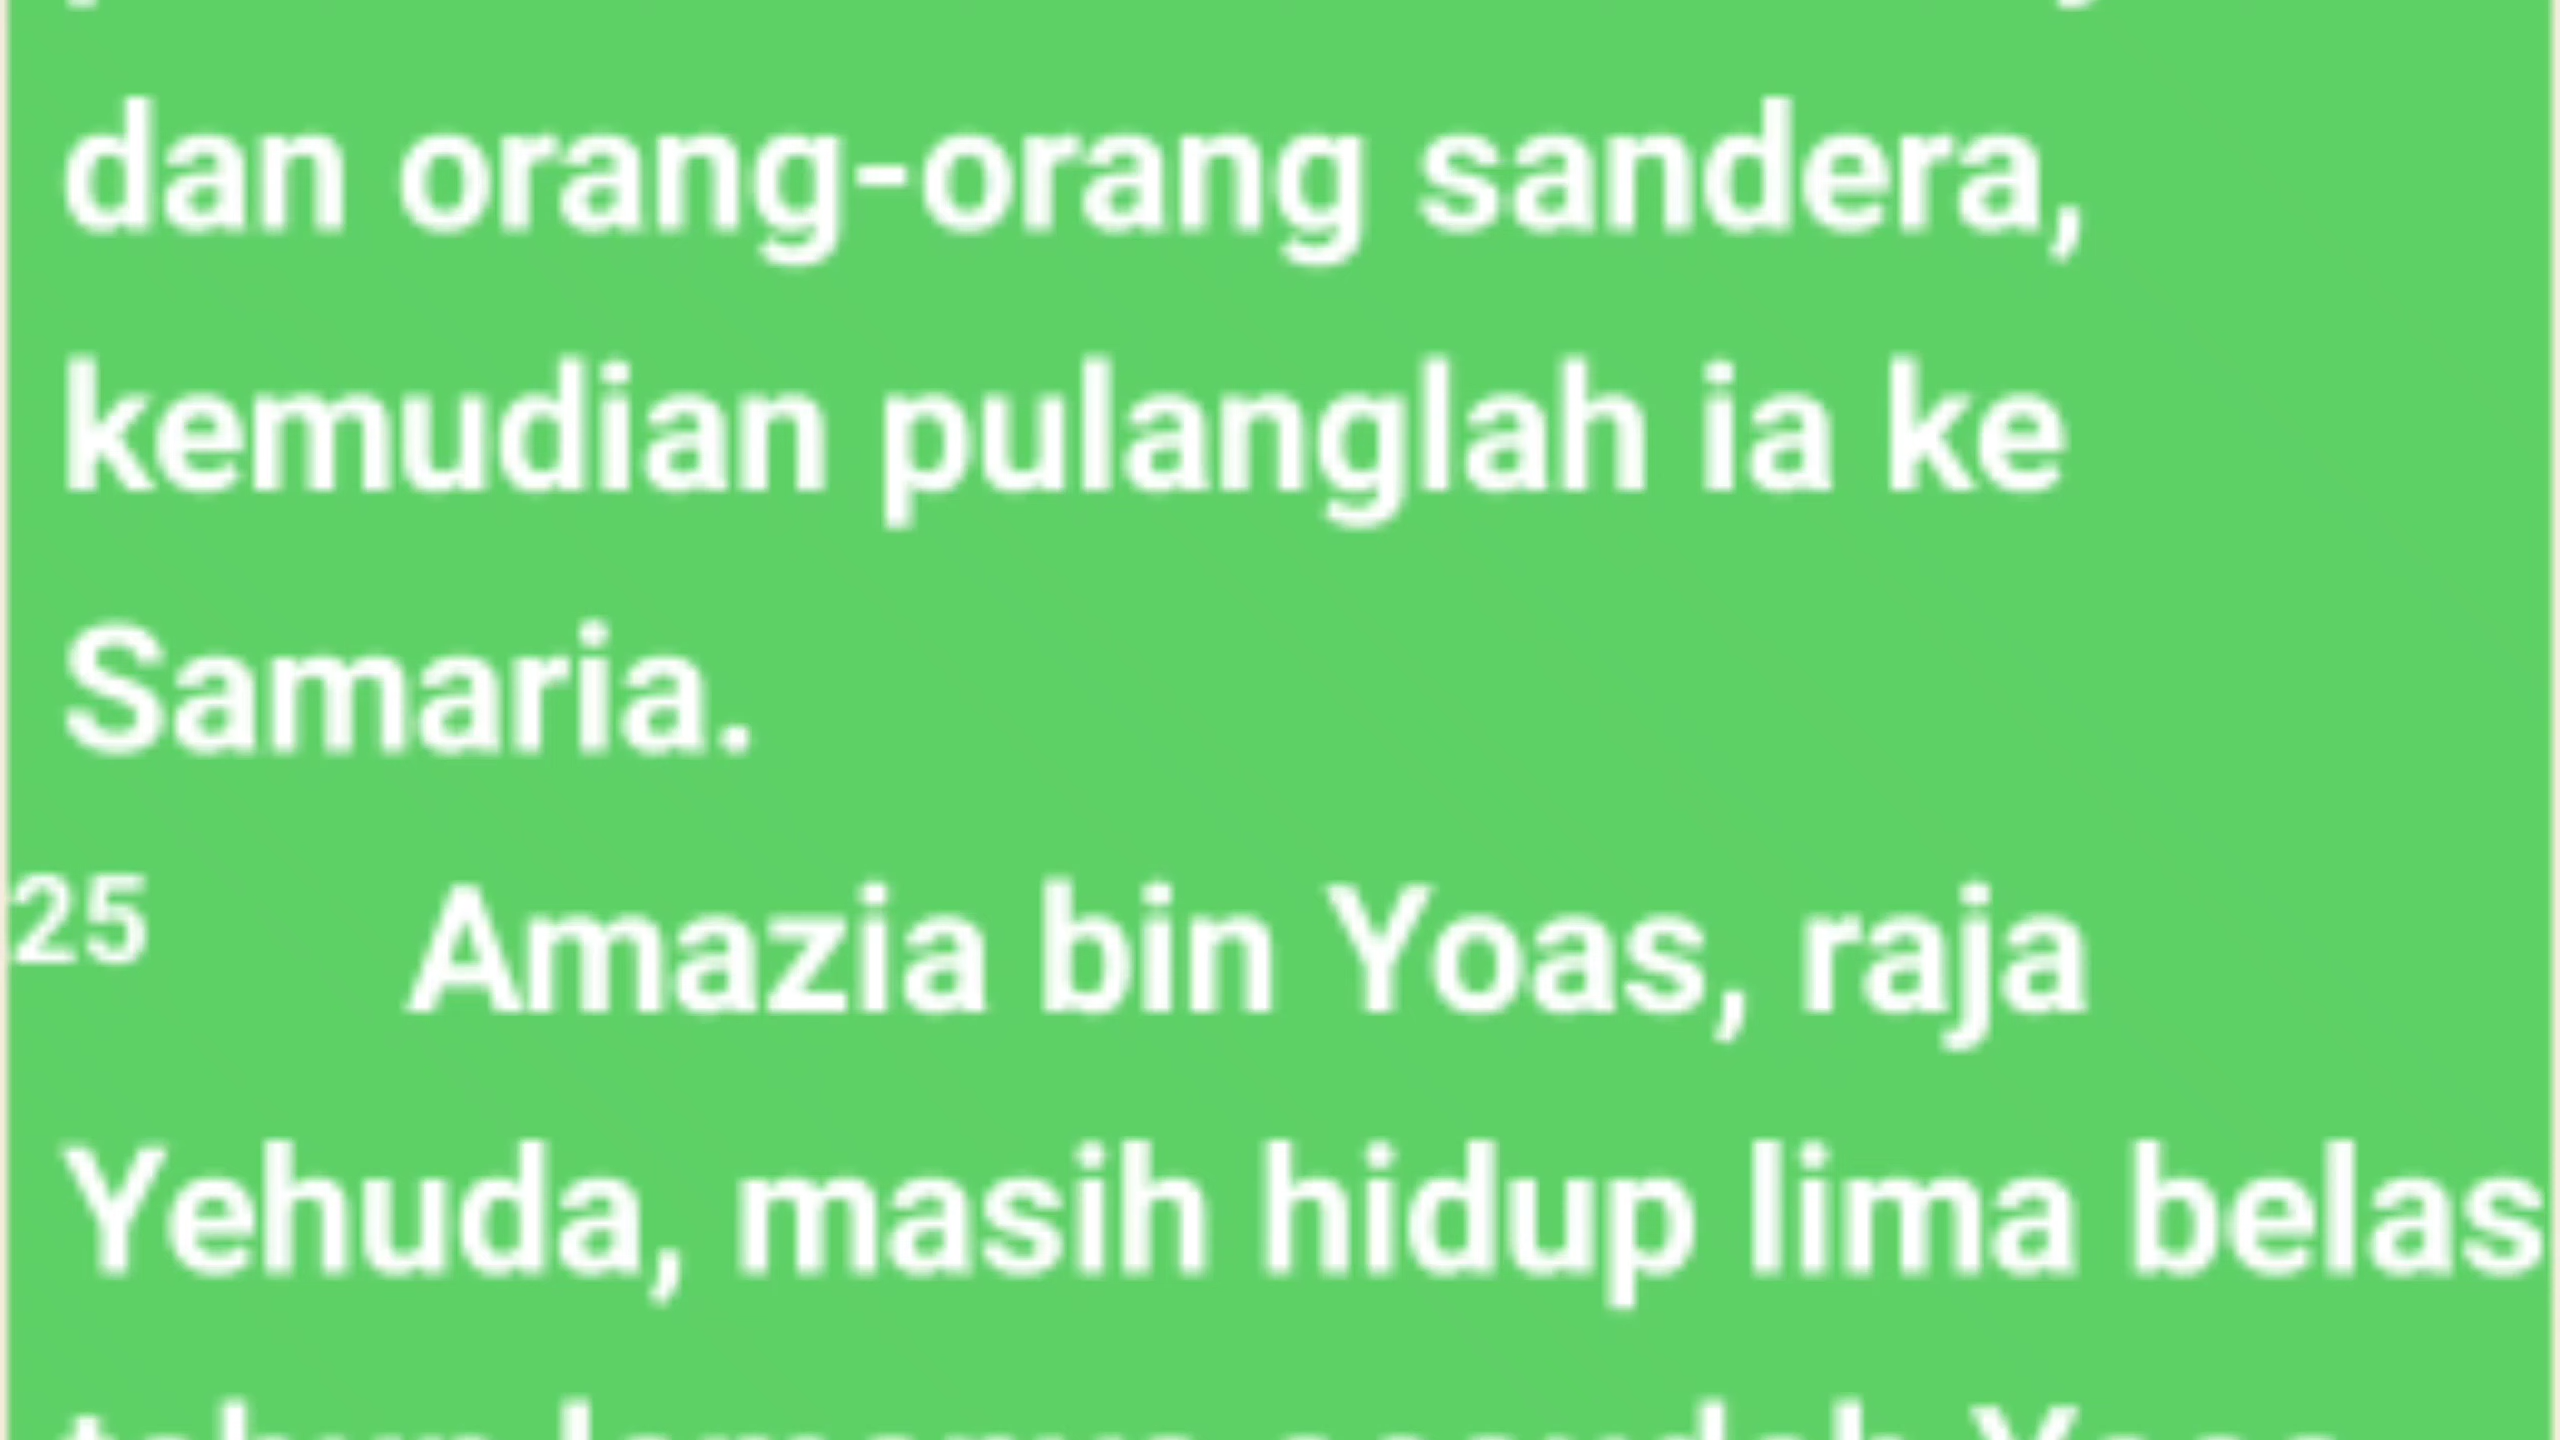 dan orang-orang sandera,
kemudian pulanglah ia ke
Samaria.
25 Amazia bin Yoas, raja
Yehuda, masih hidup lima belas